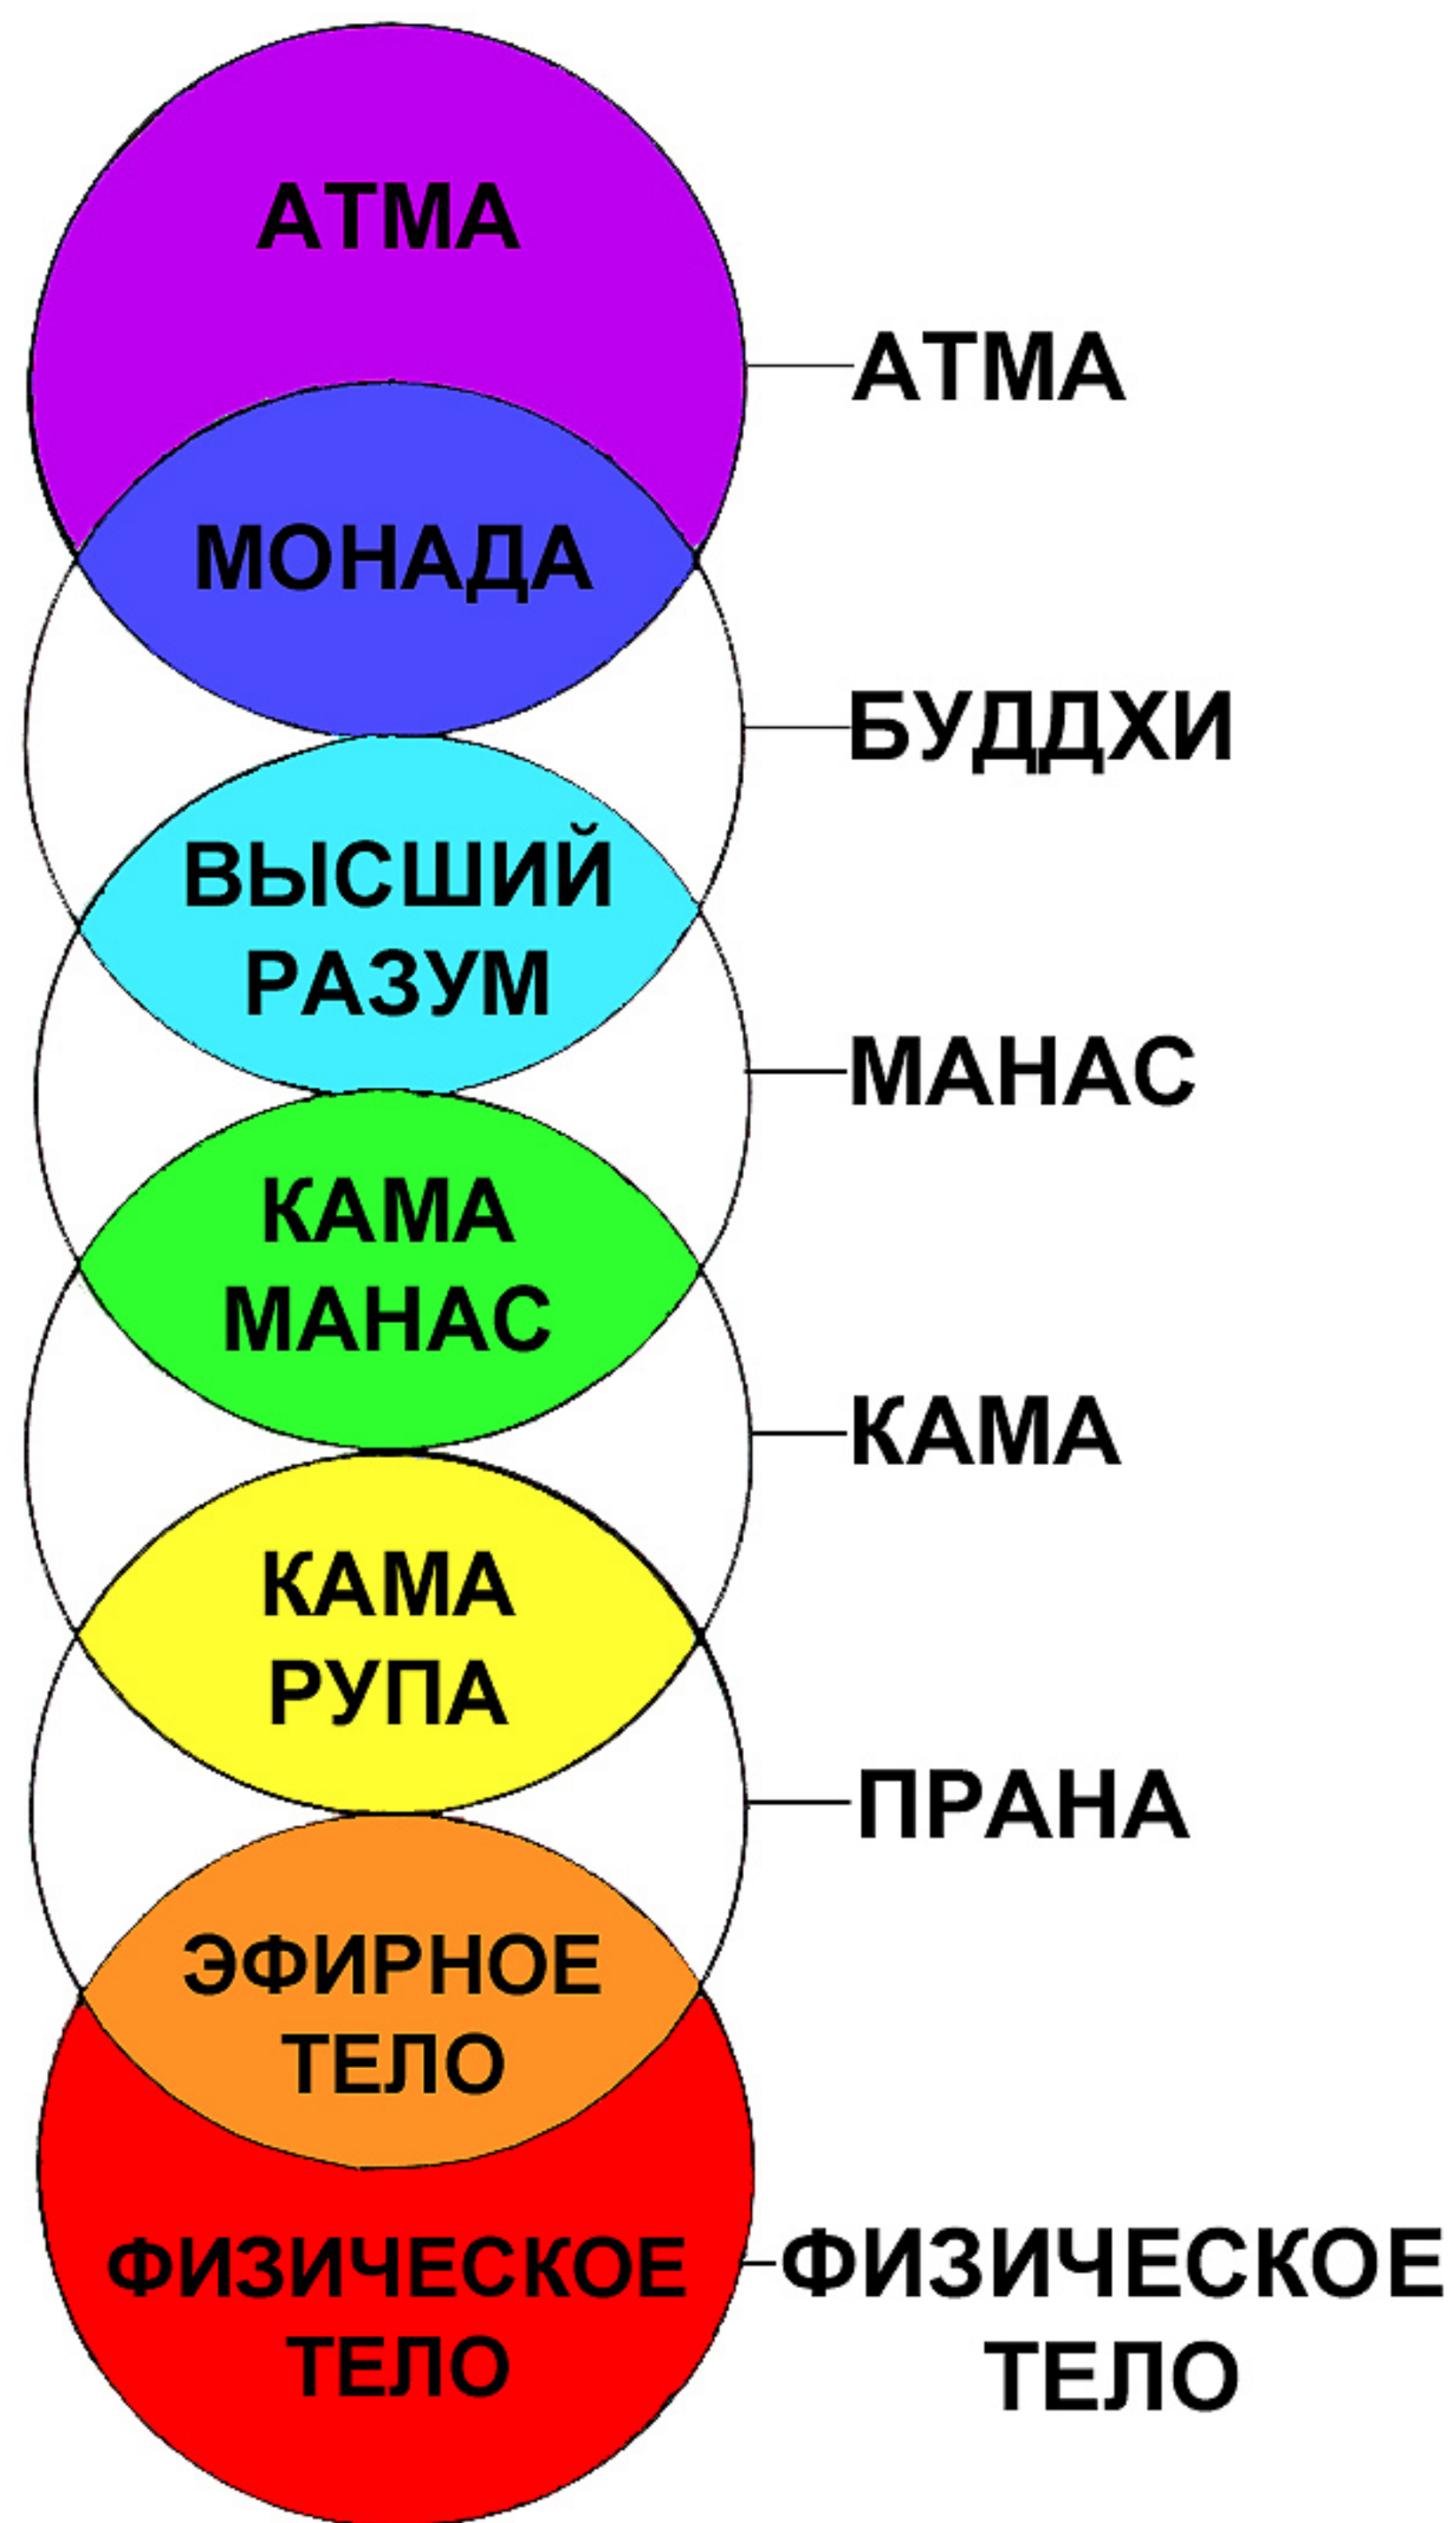 АТМА
АТМА
МОНАДА
БУДДХИ
ВЫСШИЙ
РАЗУМ
МАНАС
КАМА
МАНАС
КАМА
КАМА
РУПА
ПРАНА
ЭФИРНОЕ
ТЕЛО
ФИЗИЧЕСКОЕ
ТЕЛО
ФИЗИЧЕСКОЕ
ТЕЛО